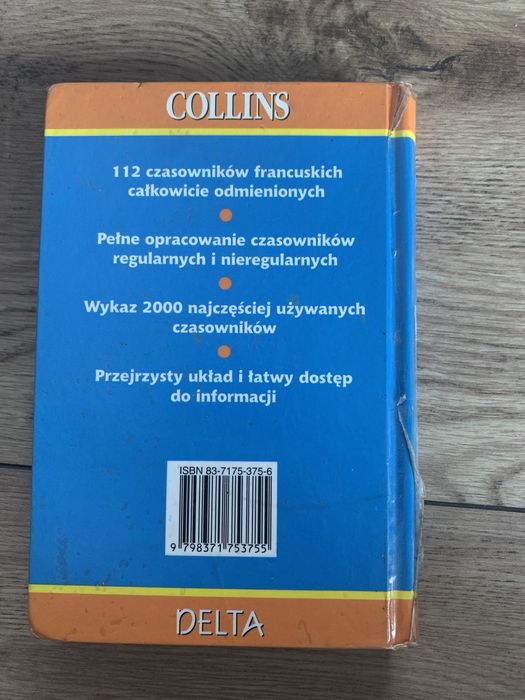 COLLINS
112 czasowników francuskich
całkowicie odmienionych
Pełne opracowanie czasowników
regularnych i nieregularnych
Wykaz 2000 najczęściej używanych
czasowników
Przejrzysty układ i łatwy dostęp
do informacji
ISBN 83-7175-375-6
9 798371 753755
DELTA